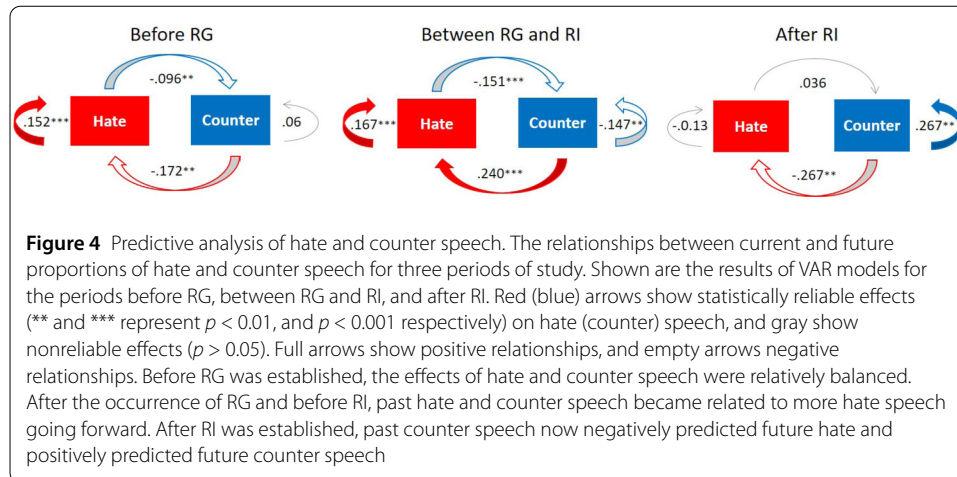 Before RG Between RG and RI After RI
-.096** -.151*** .036
.152*** Hate Counter .06 .167*** Hate Counter -.147** -.0.13 Hate Counter .267**
-.172** .240*** -.267**
Figure 4 Predictive analysis of hate and counter speech. The relationships between current and future
proportions of hate and counter speech for three periods of study. Shown are the results of VAR models for
the periods before RG, between RG and RI, and after RI. Red (blue) arrows show statistically reliable effects
(** and *** represent p < 0.01, and p < 0.001 respectively) on hate (counter) speech, and gray show
nonreliable effects (p > 0.05). Full arrows show positive relationships, and empty arrows negative
relationships. Before RG was established, the effects of hate and counter speech were relatively balanced.
After the occurrence of RG and before RI, past hate and counter speech became related to more hate speech
going forward. After RI was established, past counter speech now negatively predicted future hate and
positively predicted future counter speech